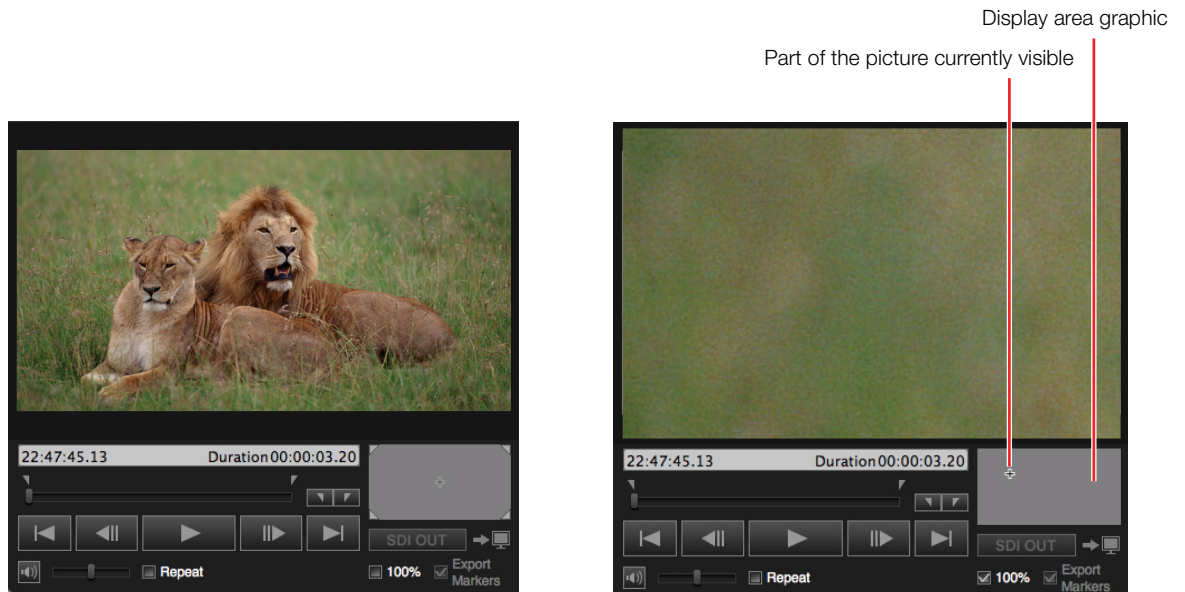 Display area graphic
Part of the picture currently visible
22:47:45.13 Duration 00:00:03.20
SDI OUT
Repeat
100%
Export
Markers
22:47:45.13 Duration 00:00:03.20
SDI OUT
Repeat
100%
Export
Markers